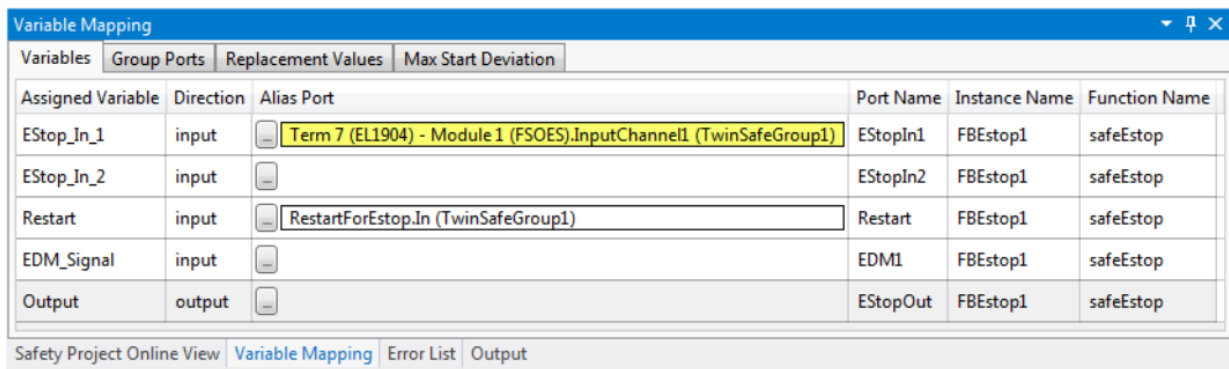 Variable Mapping
Variables Group Ports Replacement Values Max Start Deviation
Assigned Variable Direction Alias Port Port Name Instance Name Function Name
EStop_In_1 input ... Term 7 (EL1904) - Module 1 (FSOES).InputChannel1 (TwinSafeGroup1) EStopIn1 FBEstop1 safeEstop
EStop_In_2 input ... EStopIn2 FBEstop1 safeEstop
Restart input ... RestartForEstop.In (TwinSafeGroup1) Restart FBEstop1 safeEstop
EDM_Signal input ... EDM1 FBEstop1 safeEstop
Output output ... EStopOut FBEstop1 safeEstop
Safety Project Online View Variable Mapping Error List Output